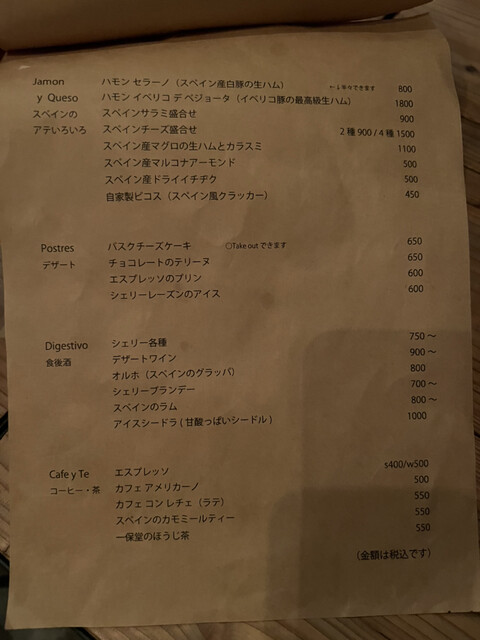 Jamon ハモン セラーノ（スペイン産白豚の生ハム） できます 800
y Queso ハモン イベリコ デ ベジョータ（イベリコ豚の最高級生ハム） 1800
スペインの スペインサラミ盛合せ 900
アテいろいろ スペインチーズ盛合せ 2種900/4種1500
スペイン産マグロの生ハムとカラスミ 1100
スペイン産マルコナアーモンド 500
スペイン産ドライイチヂク 500
自家製ピコス（スペイン風クラッカー） 450
Postres バスクチーズケーキ ▢Take out できます 650
デザート チョコレートのテリーヌ 650
エスプレッソのプリン 600
シェリーレーズンのアイス 600
Digestivo シェリー各種 750～
食後酒 デザートワイン 900～
オルホ（スペインのグラッパ） 800
シェリーブランデー 700～
スペインのラム 800～
アイスシードラ(甘酸っぱいシードル) 1000
Cafe y Te エスプレッソ s400/w500
コーヒー・茶 カフェ アメリカーノ 500
カフェ コン レチェ（ラテ） 550
スペインのカモミールティー 550
一保堂のほうじ茶 550
（金額は税込です）